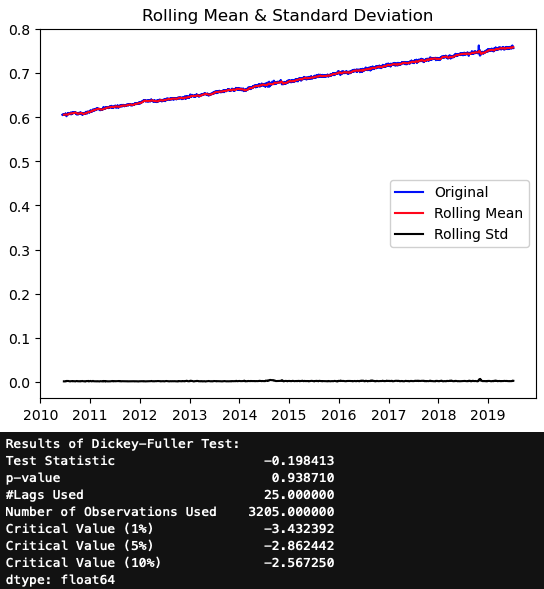 Rolling Mean & Standard Deviation
0.8
0.7
0.6
0.5
0.4
0.3
0.2
0.1
0.0
Original
Rolling Mean
Rolling Std
2010 2011 2012 2013 2014 2015 2016 2017 2018 2019
Results of Dickey-Fuller Test:
Test Statistic -0.198413
p-value 0.938710
#Lags Used 25.000000
Number of Observations Used 3205.000000
Critical Value (1%) -3.432392
Critical Value (5%) -2.862442
Critical Value (10%) -2.567250
dtype: float64